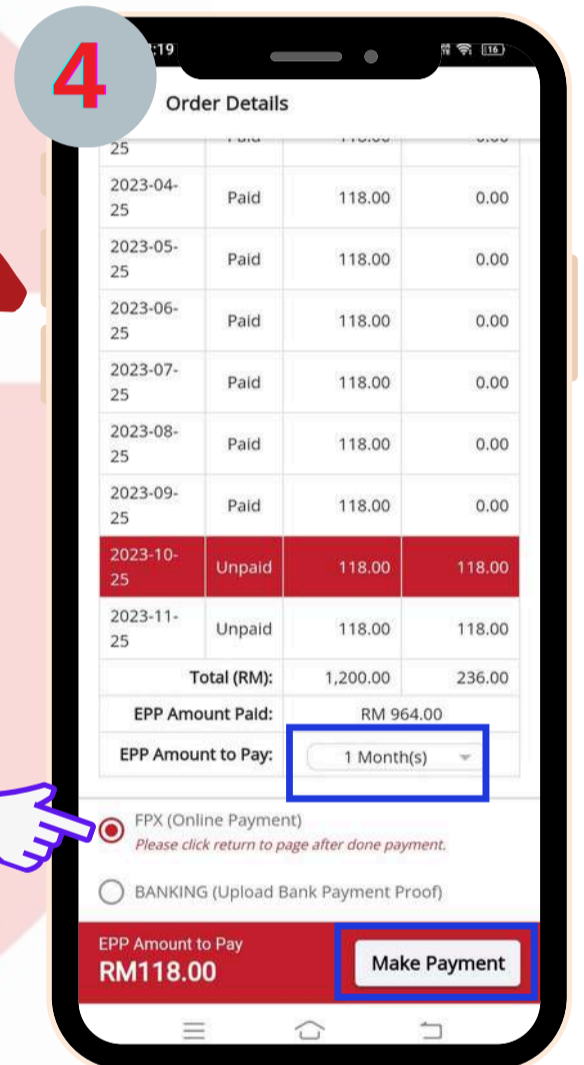 4
:19
16
Order Details
25
2023-04-
25 Paid 118.00 0.00
2023-05-
25 Paid 118.00 0.00
2023-06-
25 Paid 118.00 0.00
2023-07-
25 Paid 118.00 0.00
2023-08-
25 Paid 118.00 0.00
2023-09-
25 Paid 118.00 0.00
2023-10-
25 Unpaid 118.00 118.00
2023-11-
25 Unpaid 118.00 118.00
Total (RM): 1,200.00 236.00
EPP Amount Paid: RM 964.00
EPP Amount to Pay: 1 Month(s)
FPX (Online Payment)
Please click return to page after done payment.
BANKING (Upload Bank Payment Proof)
EPP Amount to Pay
RM118.00
Make Payment